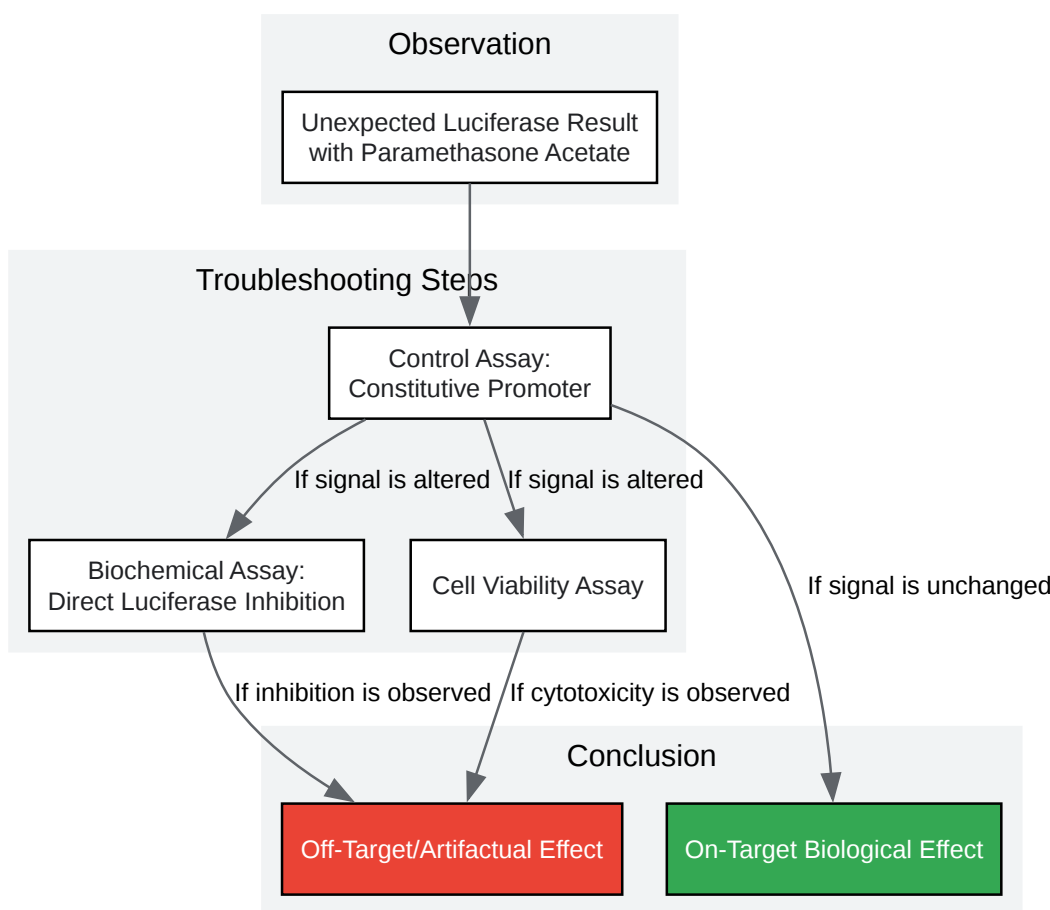 Observation
Unexpected Luciferase Result
with Paramethasone Acetate
Troubleshooting Steps
Control Assay:
Constitutive Promoter
If signal is altered
If signal is altered
Biochemical Assay:
Direct Luciferase Inhibition
Cell Viability Assay
If signal is unchanged
If inhibition is observed
If cytotoxicity is observed
Conclusion
Off-Target/Artifactual Effect
On-Target Biological Effect